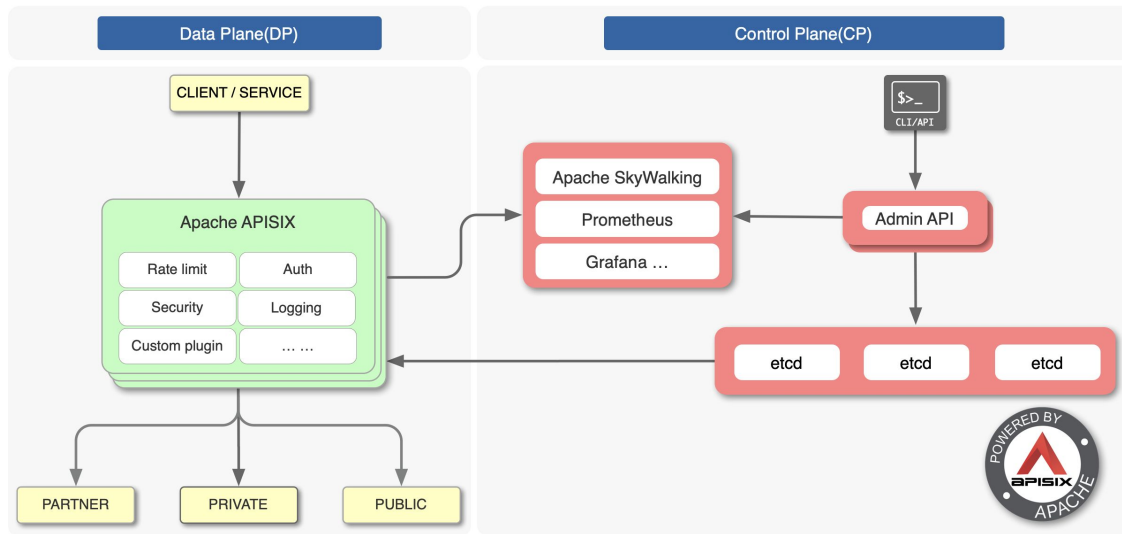 Data Plane(DP)
Control Plane(CP)
CLIENT / SERVICE
Apache APISIX
Rate limit
Auth
Security
Logging
Custom plugin
... ...
PARTNER
PRIVATE
PUBLIC
$>_
CLI/API
Apache SkyWalking
Prometheus
Grafana ...
Admin API
etcd
etcd
etcd
POWERED BY
APISIX
APACHE